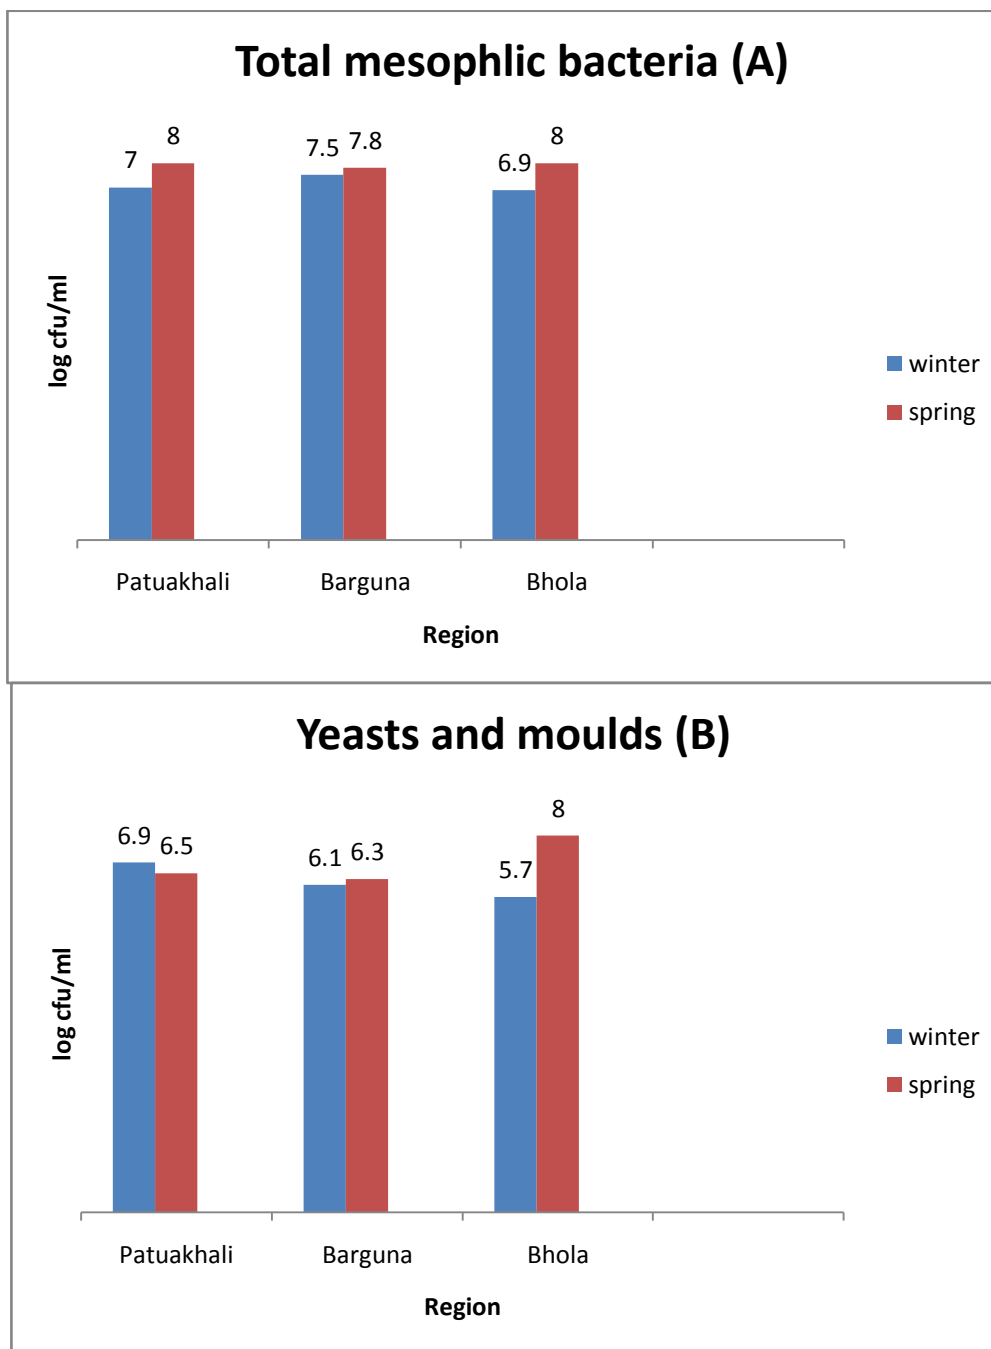 Total mesophlic bacteria (A)
7 8 7.5 7.8 6.9 8
log cfu/ml
winter
spring
Patuakhali Barguna Bhola
Region
Yeasts and moulds (B)
6.9 6.5 6.1 6.3 5.7 8
log cfu/ml
winter
spring
Patuakhali Barguna Bhola
Region